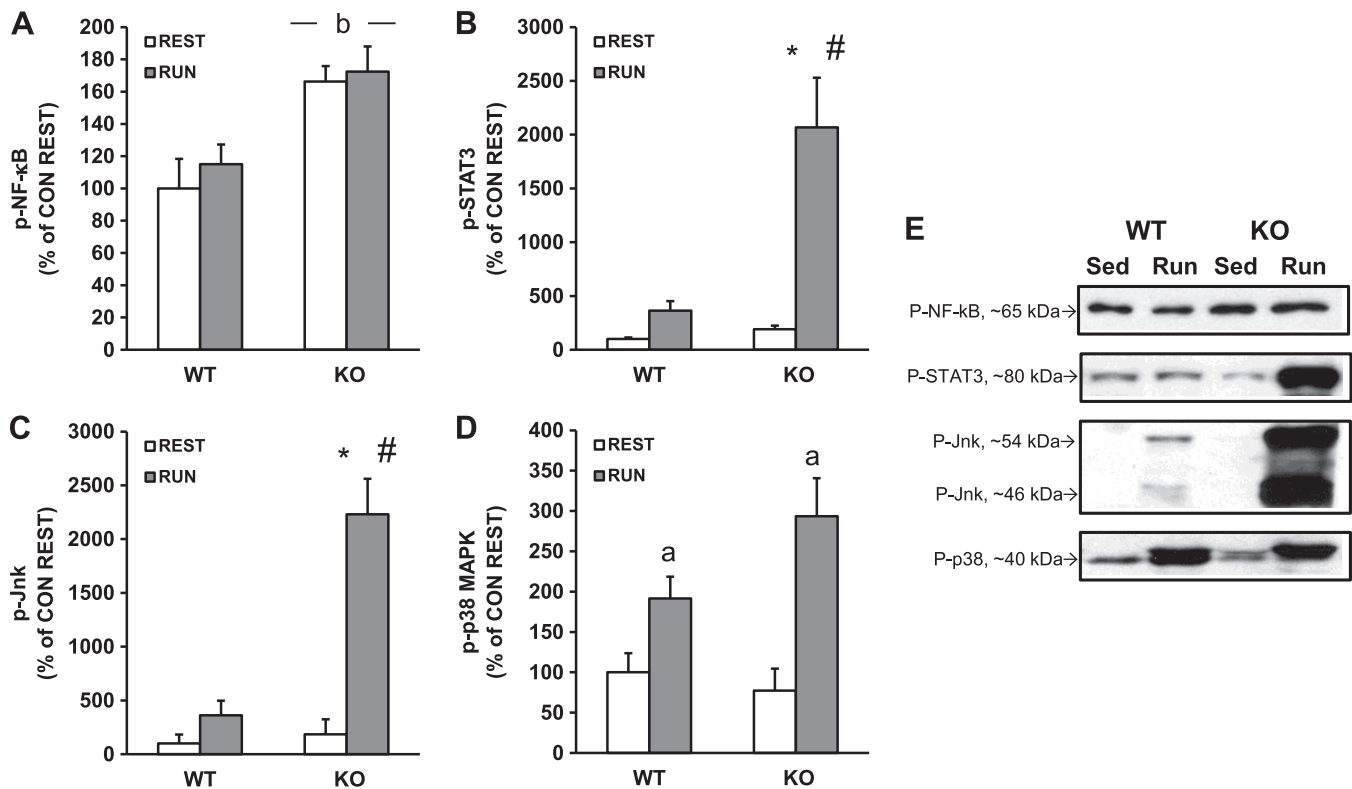 A
p-NF-κB
(% of CON REST)
200
180
160
140
120
100
80
60
40
20
0
REST
RUN
b
WT KO
B
p-STAT3
(% of CON REST)
3000
2500
2000
1500
1000
500
0
REST
RUN
* #
WT KO
C
p-Jnk
(% of CON REST)
3000
2500
2000
1500
1000
500
0
REST
RUN
* #
WT KO
D
p-p38 MAPK
(% of CON REST)
400
350
300
250
200
150
100
50
0
REST
RUN
a
a
WT KO
E
WT KO
Sed Run Sed Run
P-NF-kB, ~65 kDa→
P-STAT3, ~80 kDa→
P-Jnk, ~54 kDa→
P-Jnk, ~46 kDa→
P-p38, ~40 kDa→